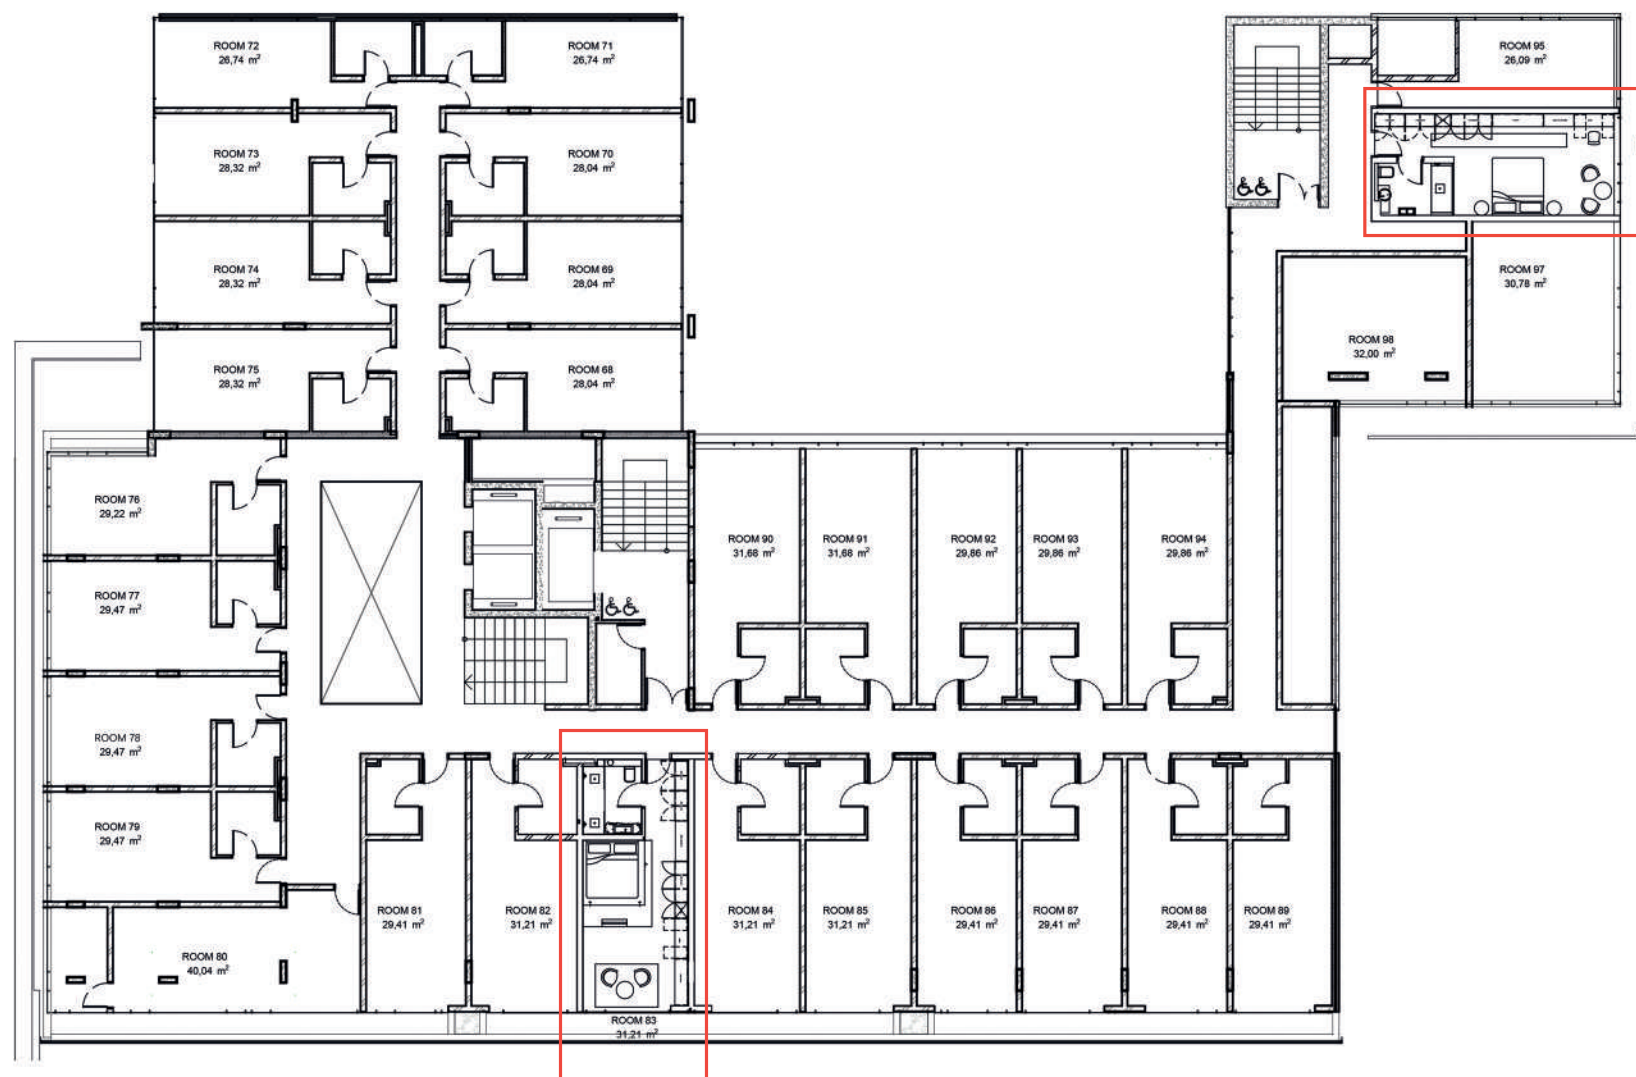 ROOM 72
26,74 m²
ROOM 71
26,74 m²
ROOM 95
26,09 m²
ROOM 73
28,32 m²
ROOM 70
28,04 m²
ROOM 74
28,32 m²
ROOM 69
28,04 m²
ROOM 97
30,78 m²
ROOM 98
32,00 m²
ROOM 75
28,32 m²
ROOM 68
28,04 m²
ROOM 76
29,22 m²
ROOM 90
31,68 m²
ROOM 91
31,68 m²
ROOM 92
29,86 m²
ROOM 93
29,86 m²
ROOM 94
29,86 m²
ROOM 77
29,47 m²
ROOM 78
29,47 m²
ROOM 79
29,47 m²
ROOM 80
40,04 m²
ROOM 81
29,41 m²
ROOM 82
31,21 m²
ROOM 83
31,21 m²
ROOM 84
31,21 m²
ROOM 85
31,21 m²
ROOM 86
29,41 m²
ROOM 87
29,41 m²
ROOM 88
29,41 m²
ROOM 89
29,41 m²